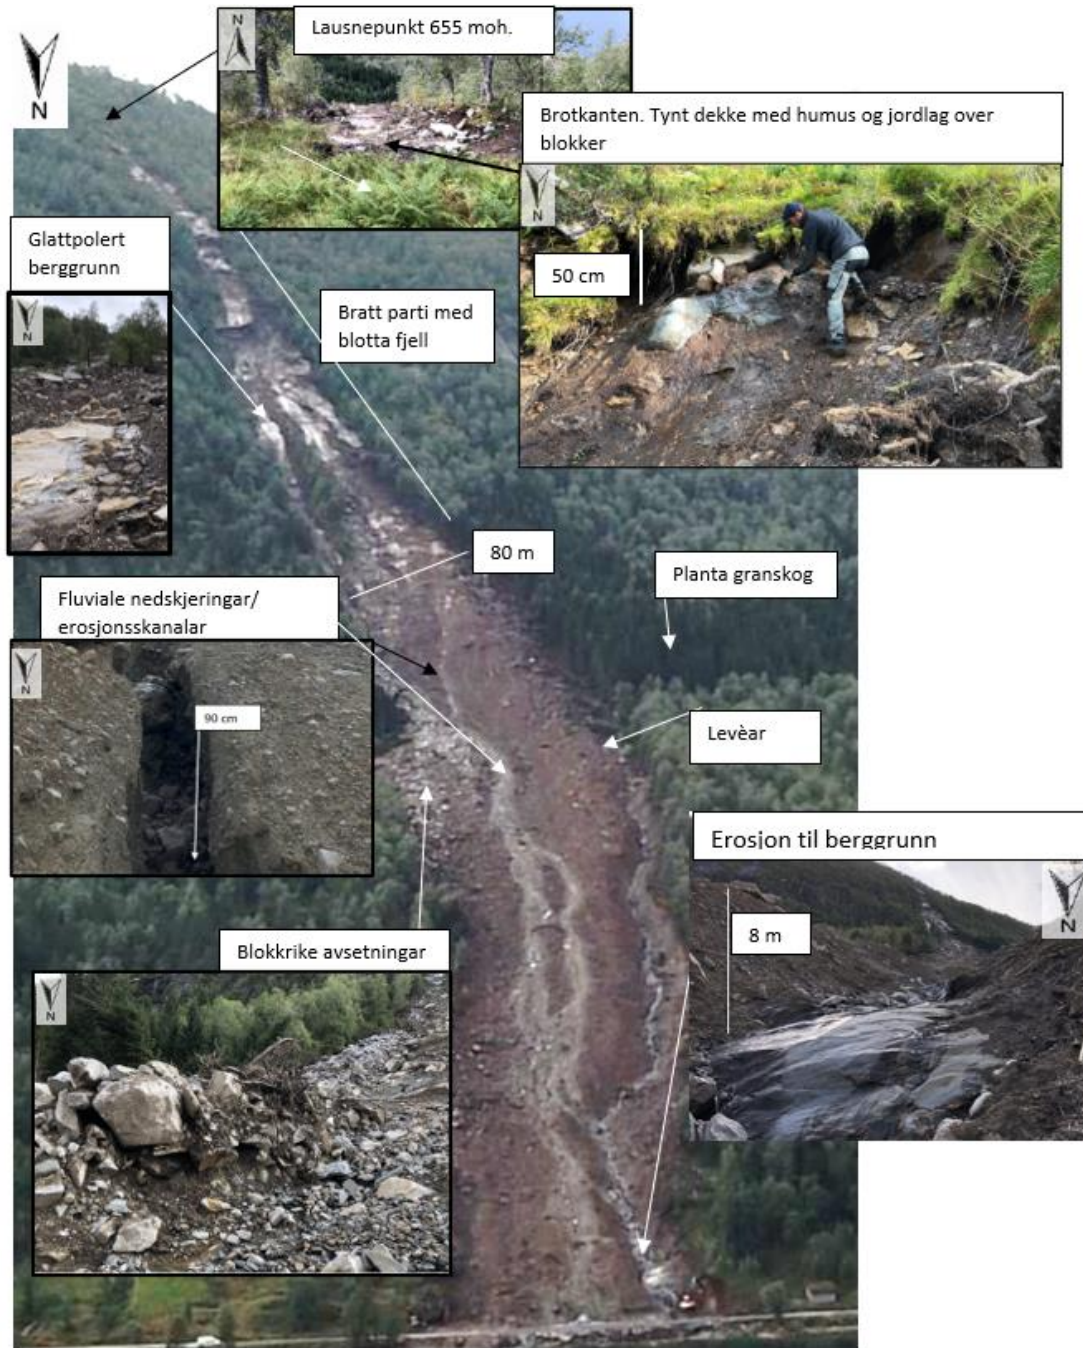 N
N
Lausnepunkt 655 moh.
Brotkanten. Tynt dekke med humus og jordlag over
blokker
N
50 cm
Glattpolert
berggrunn
N
Bratt parti med
blotta fjell
80 m
Planta granskog
Fluviale nedskjeringar/
erosjonsskanalar
N
90 cm
Levèar
Erosjon til berggrunn
N
8 m
Blokkrike avsetningar
N